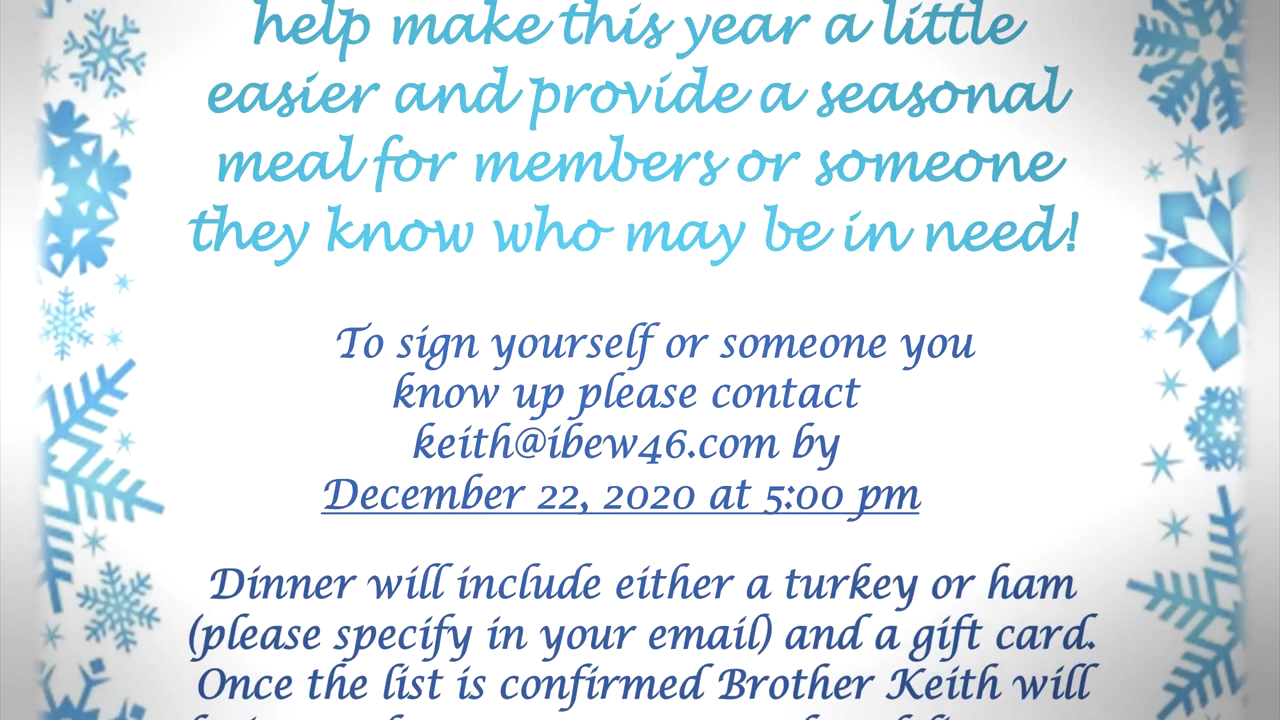 help make this year a little
easier and provide a seasonal
meal for members or someone
they know who may be in need!
To sign yourself or someone you
know up please contact
keith@ibew46.com by
December 22, 2020 at 5:00 pm
Dinner will include either a turkey or ham
(please specify in your email) and a gift card.
Once the list is confirmed Brother Keith will